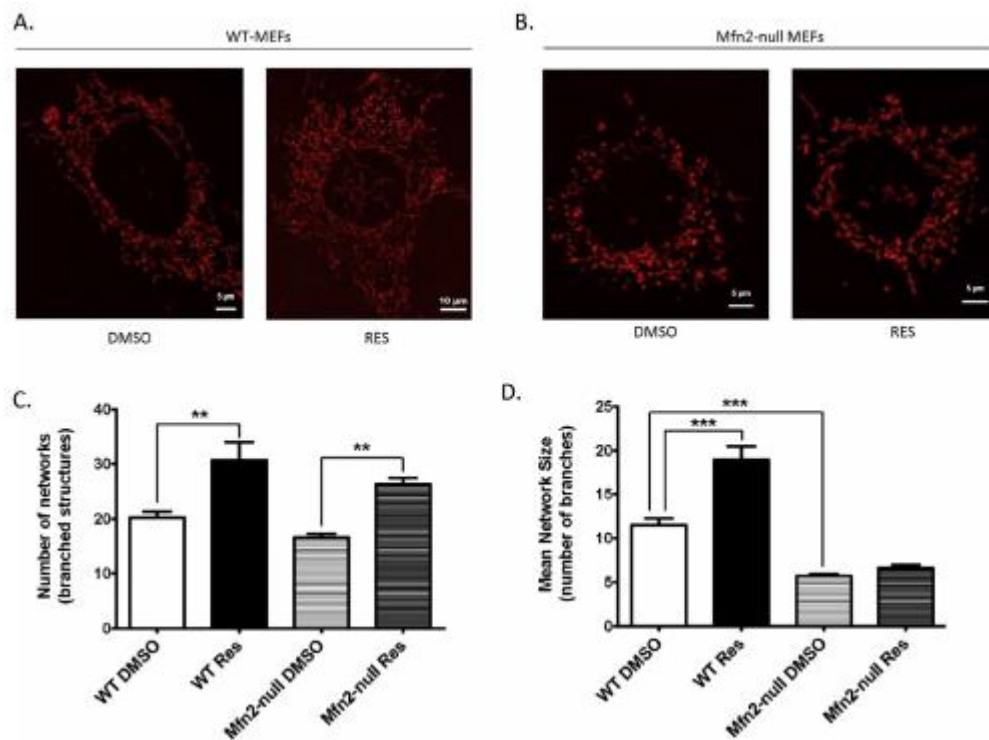 A.
WT-MEFs
5 µm
DMSO
10 µm
RES
B.
Mfn2-null MEFs
5 µm
DMSO
5 µm
RES
C.
Number of networks
(branched structures)
40
30
20
10
0
**
**
WT DMSO
WT Res
Mfn2-null DMSO
Mfn2-null Res
D.
Mean Network Size
(number of branches)
25
20
15
10
5
0
***
***
WT DMSO
WT Res
Mfn2-null DMSO
Mfn2-null Res